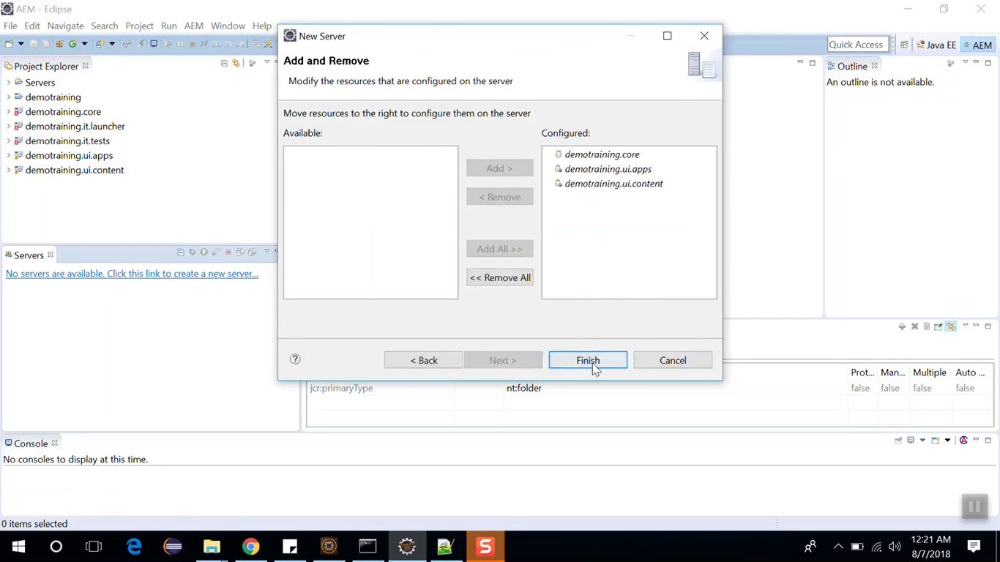 AEM - Eclipse
File Edit Navigate Search Project Run AEM Window Help
Quick Access
Java EE
AEM
Project Explorer
Servers
demotraining
demotraining.core
demotraining.it.launcher
demotraining.it.tests
demotraining.ui.apps
demotraining.ui.content
Servers
No servers are available. Click this link to create a new server...
New Server
Add and Remove
Modify the resources that are configured on the server
Move resources to the right to configure them on the server
Available:
Configured:
demotraining.core
demotraining.ui.apps
demotraining.ui.content
Add >
< Remove
Add All >>
<< Remove All
?
< Back
Next >
Finish
Cancel
Outline
An outline is not available.
Prot... Man... Multiple Auto ...
jcr:primaryType nt:folder false false false false
Console
No consoles to display at this time.
0 items selected
S
12:21 AM
8/7/2018